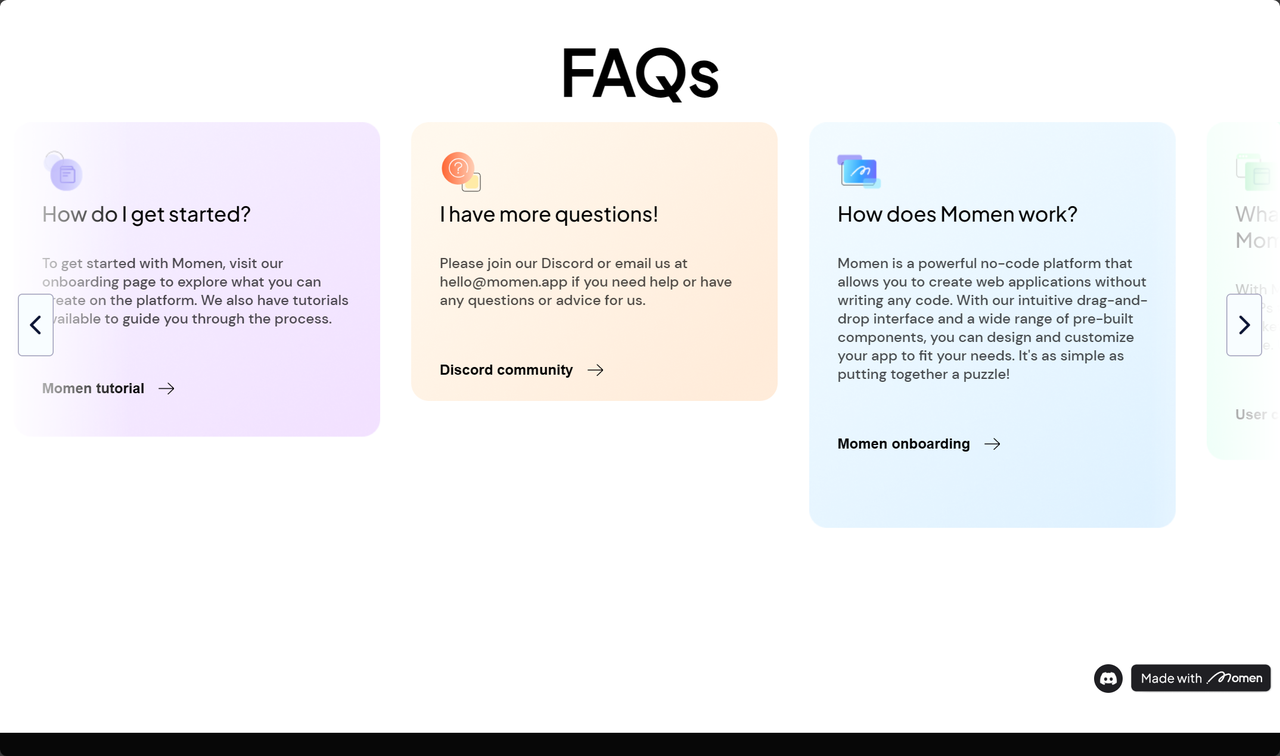 FAQs
How do I get started?
To get started with Momen, visit our
onboarding page to explore what you can
create on the platform. We also have tutorials
available to guide you through the process.
Momen tutorial
I have more questions!
Please join our Discord or email us at
hello@momen.app if you need help or have
any questions or advice for us.
Discord community
How does Momen work?
Momen is a powerful no-code platform that
allows you to create web applications without
writing any code. With our intuitive drag-and-
drop interface and a wide range of pre-built
components, you can design and customize
your app to fit your needs. It's as simple as
putting together a puzzle!
Momen onboarding
With
User
Made with Momen